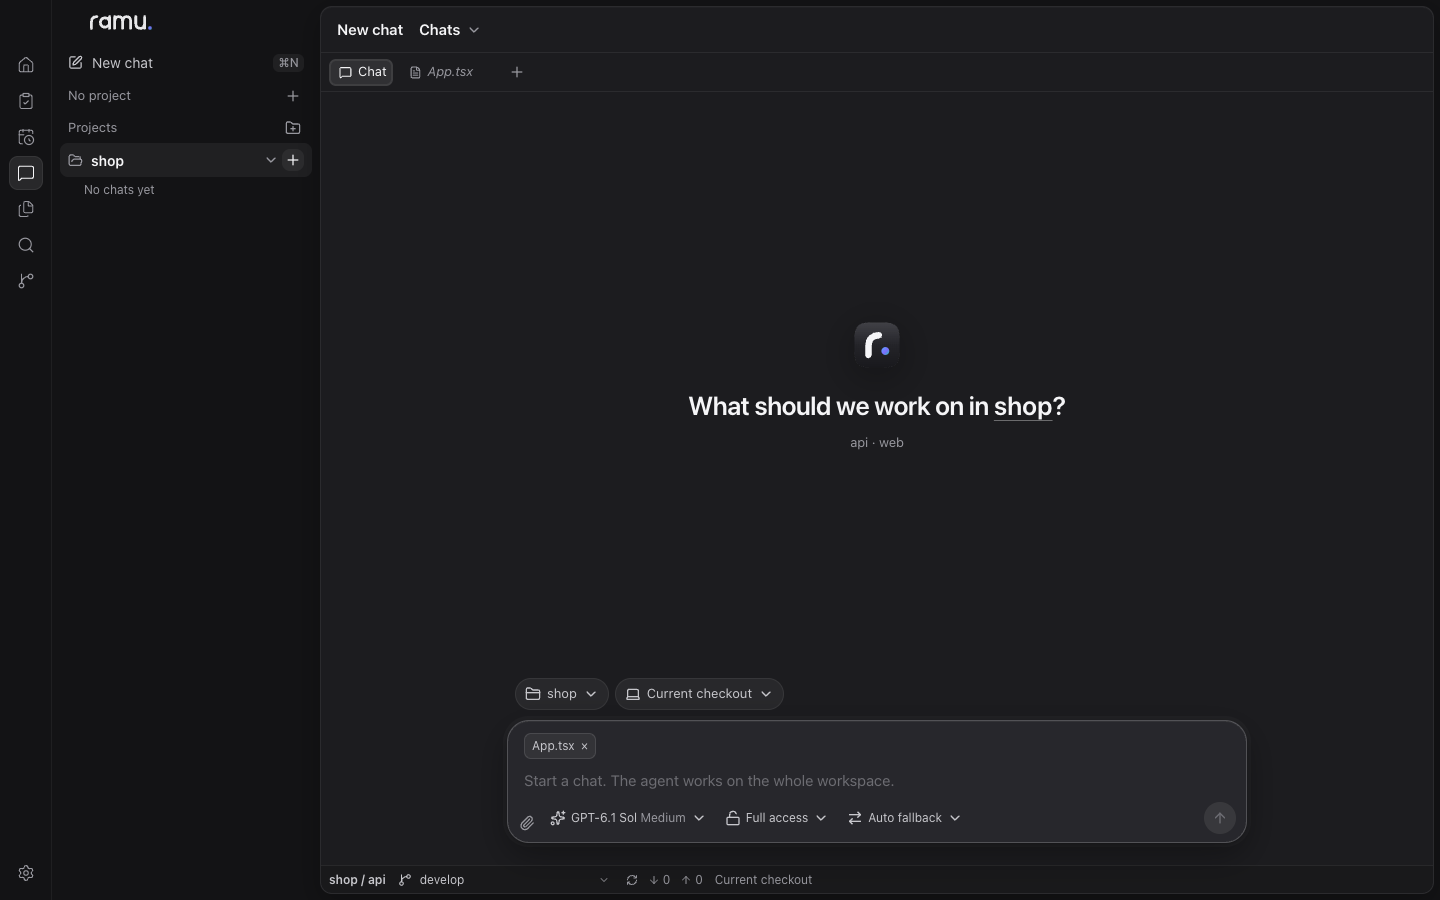 ramu.
New chat ⌘N
No project
Projects
shop
No chats yet
New chat Chats
Chat App.tsx
r.
What should we work on in shop?
api · web
shop Current checkout
App.tsx ×
Start a chat. The agent works on the whole workspace.
GPT-6.1 Sol Medium Full access Auto fallback
shop / api develop ↓ 0 ↑ 0 Current checkout